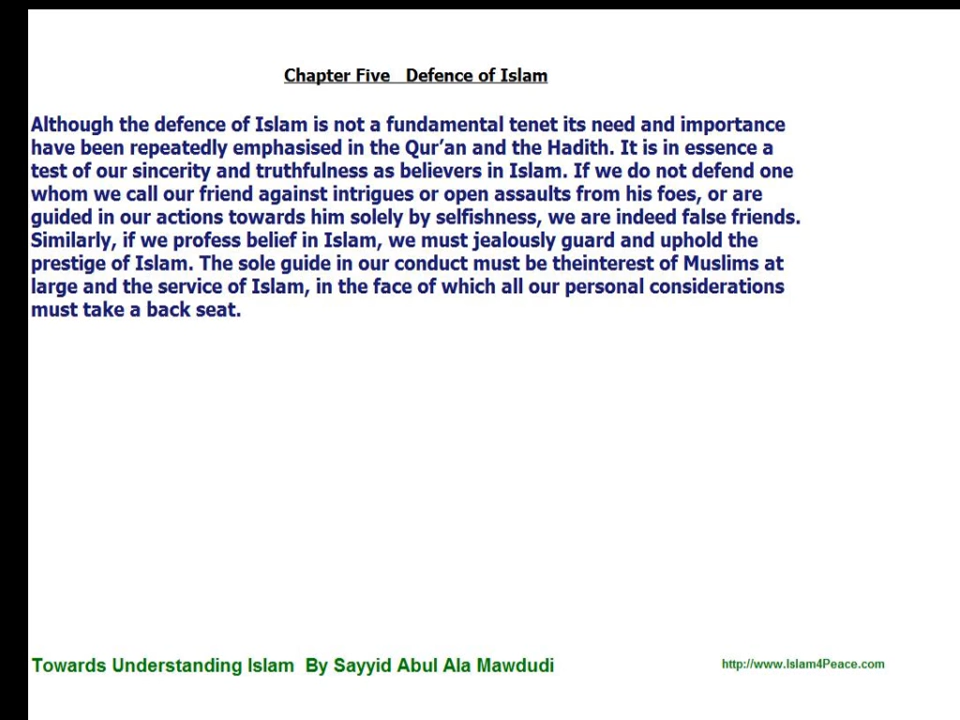 Chapter Five   Defence of Islam
Although the defence of Islam is not a fundamental tenet its need and importance
have been repeatedly emphasised in the Qur’an and the Hadith. It is in essence a
test of our sincerity and truthfulness as believers in Islam. If we do not defend one
whom we call our friend against intrigues or open assaults from his foes, or are
guided in our actions towards him solely by selfishness, we are indeed false friends.
Similarly, if we profess belief in Islam, we must jealously guard and uphold the
prestige of Islam. The sole guide in our conduct must be theinterest of Muslims at
large and the service of Islam, in the face of which all our personal considerations
must take a back seat.
Towards Understanding Islam  By Sayyid Abul Ala Mawdudi
http://www.Islam4Peace.com